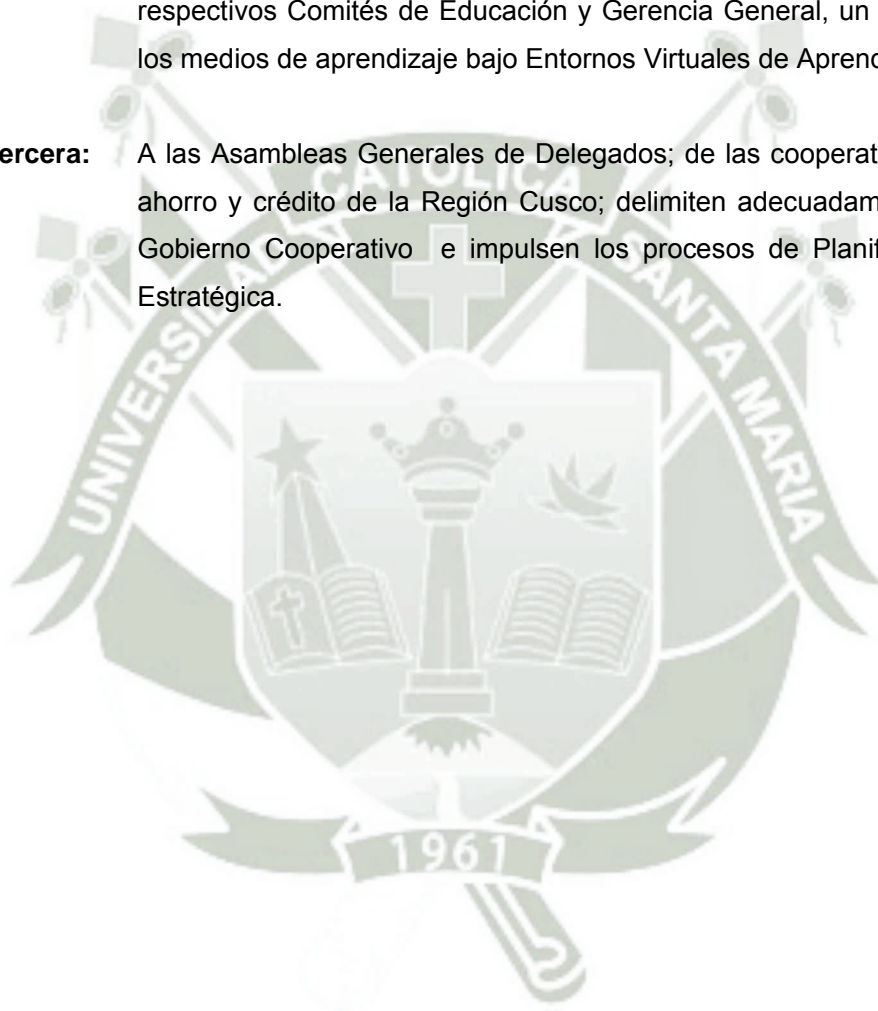 respectivos Comités de Educación y Gerencia General, un
los medios de aprendizaje bajo Entornos Virtuales de Aprend
ercera: A las Asambleas Generales de Delegados; de las cooperat
ahorro y crédito de la Región Cusco; delimiten adecuadam
Gobierno Cooperativo e impulsen los procesos de Planif
Estratégica.
UNIVERSIDAD CATOLICA SANTA MARIA
1961